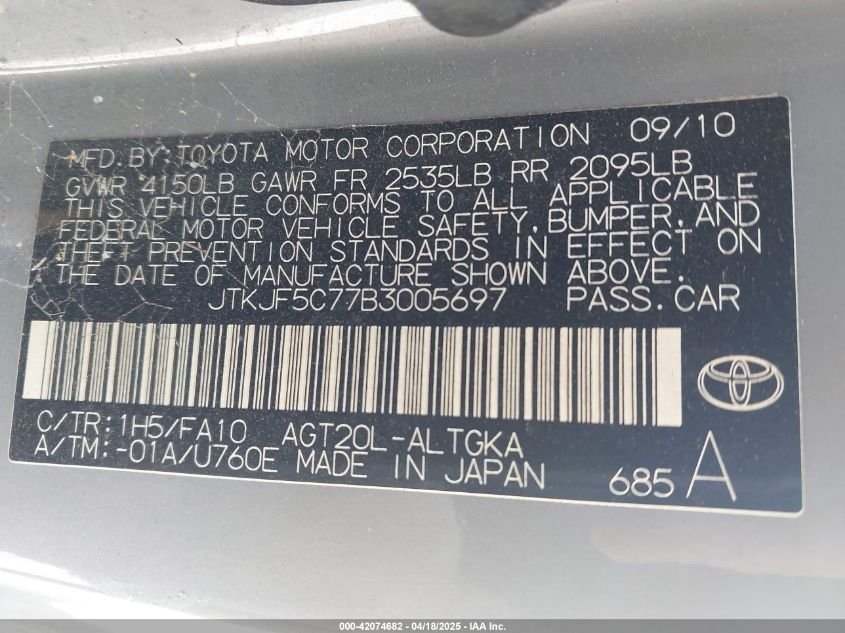 MFD. BY: TOYOTA MOTOR CORPORATION 09/10
GVWR 4150LB GAWR FR 2535LB RR 2095LB
THIS VEHICLE CONFORMS TO ALL APPLICABLE
FEDERAL MOTOR VEHICLE SAFETY, BUMPER, AND
THEFT PREVENTION STANDARDS IN EFFECT ON
THE DATE OF MANUFACTURE SHOWN ABOVE.
JTKJF5C77B3005697 PASS. CAR
C/TR: 1H5/FA10 AGT20L-ALTGKA
A/TM: -01A/U760E MADE IN JAPAN 685 A
000-42074682 - 04/18/2025 - IAA Inc.